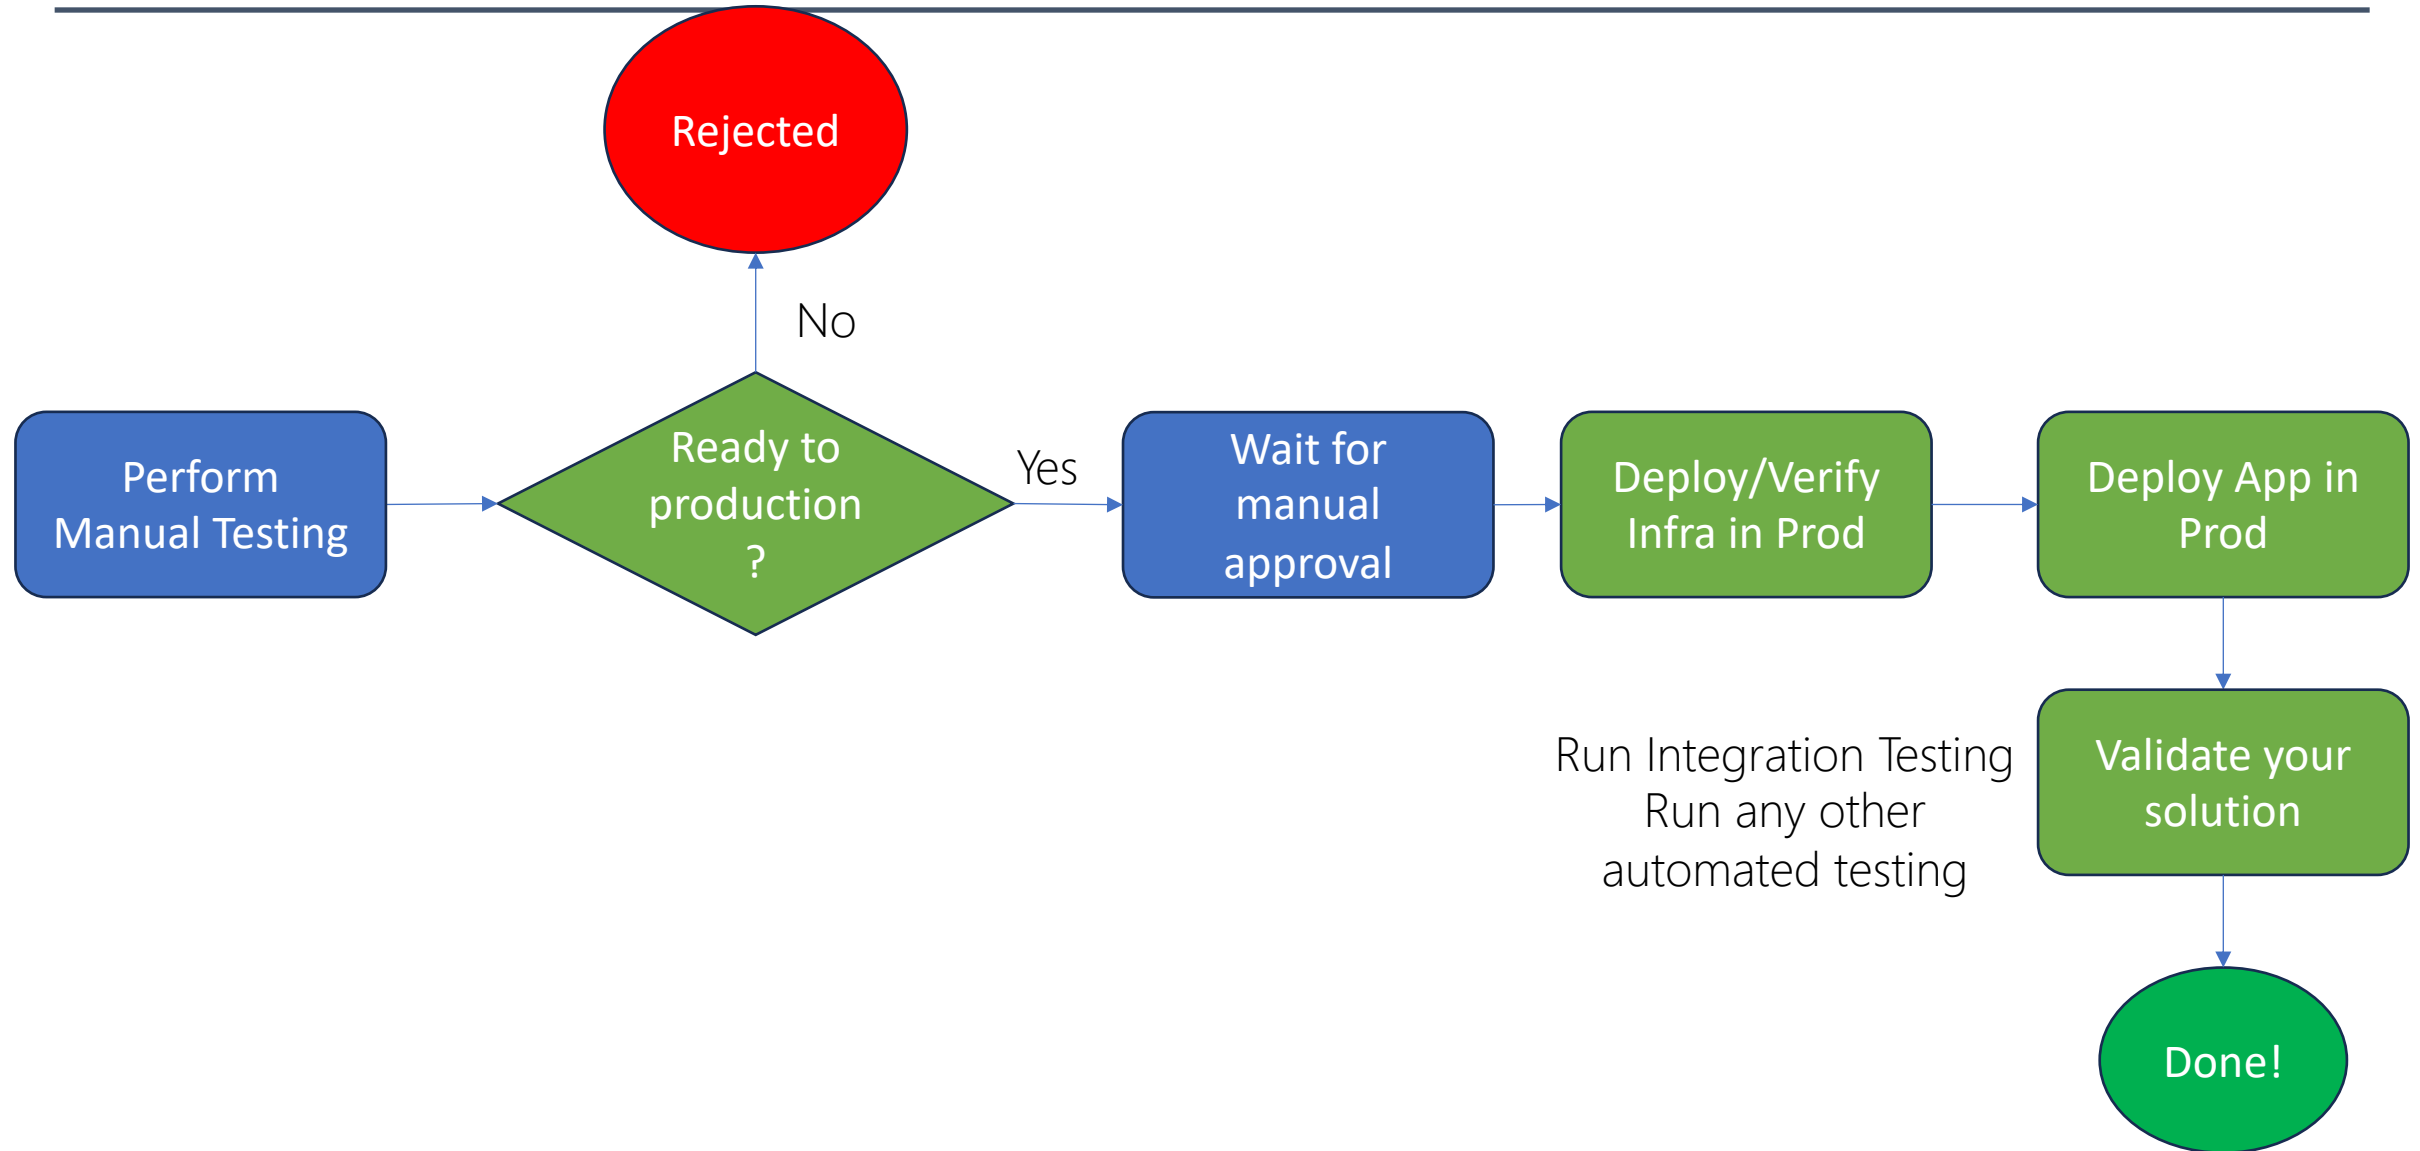 Rejected
No
Perform
Manual Testing
Ready to
production
?
Yes
Wait for
manual
approval
Deploy/Verify
Infra in Prod
Deploy App in
Prod
Run Integration Testing
Run any other
automated testing
Validate your
solution
Done!